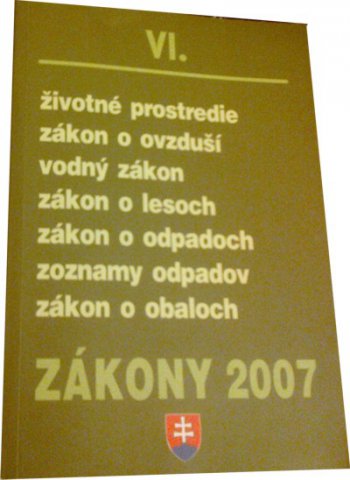 VI.
životné prostredie
zákon o ovzduší
vodný zákon
zákon o lesoch
zákon o odpadoch
zoznamy odpadov
zákon o obaloch
ZÁKONY 2007